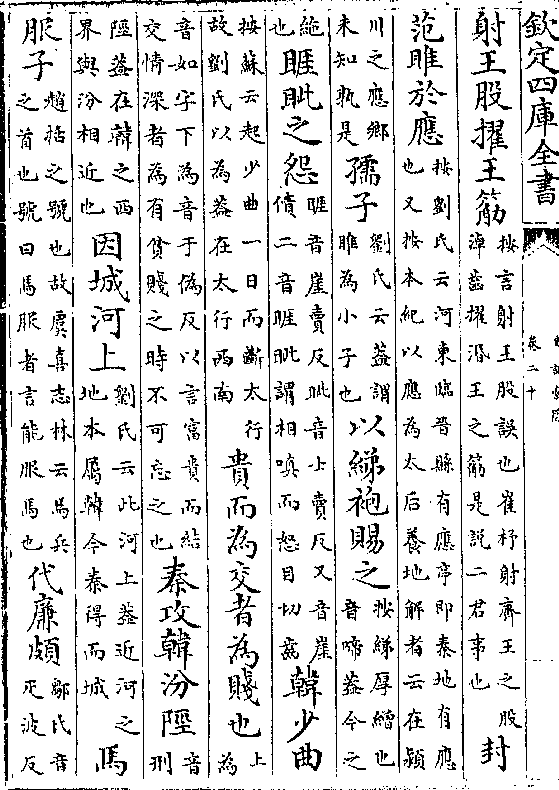 欽定四庫全書
卷二十
射王股擢王筋按言射王股誤也崔杼射齊王之股淖齒擢湣王之筋是說二君事也封
范雎於應按劉氏云河東臨晉縣有應亭即秦地有應也又按本紀以應為太后養地解者云在潁
川之應鄉未知孰是孺子劉氏云蓋謂雎為小子也以綈袍賜之按綈厚繒也音啼蓋今之
絁也睚眦之怨睚音崖賣反眦音士賣反又音崖債二音睚眦謂相嗔而怒目切齒韓少曲
按蘇云起少曲一日而斷太行故劉氏以為蓋在太行西南貴而為交者為賤也上為
音如字下為音于偽反以言富貴而結交情深者為有貧賤之時不可忘之也秦攻韓汾陘音刑
陘蓋在韓之西界與汾相近也因城河上劉氏云此河上蓋近河之地本屬韓今秦得而城馬
服子趙括之號也故虞喜志林云馬兵之首也號曰馬服者言能服馬也代廉頗鄒氏音疋波反